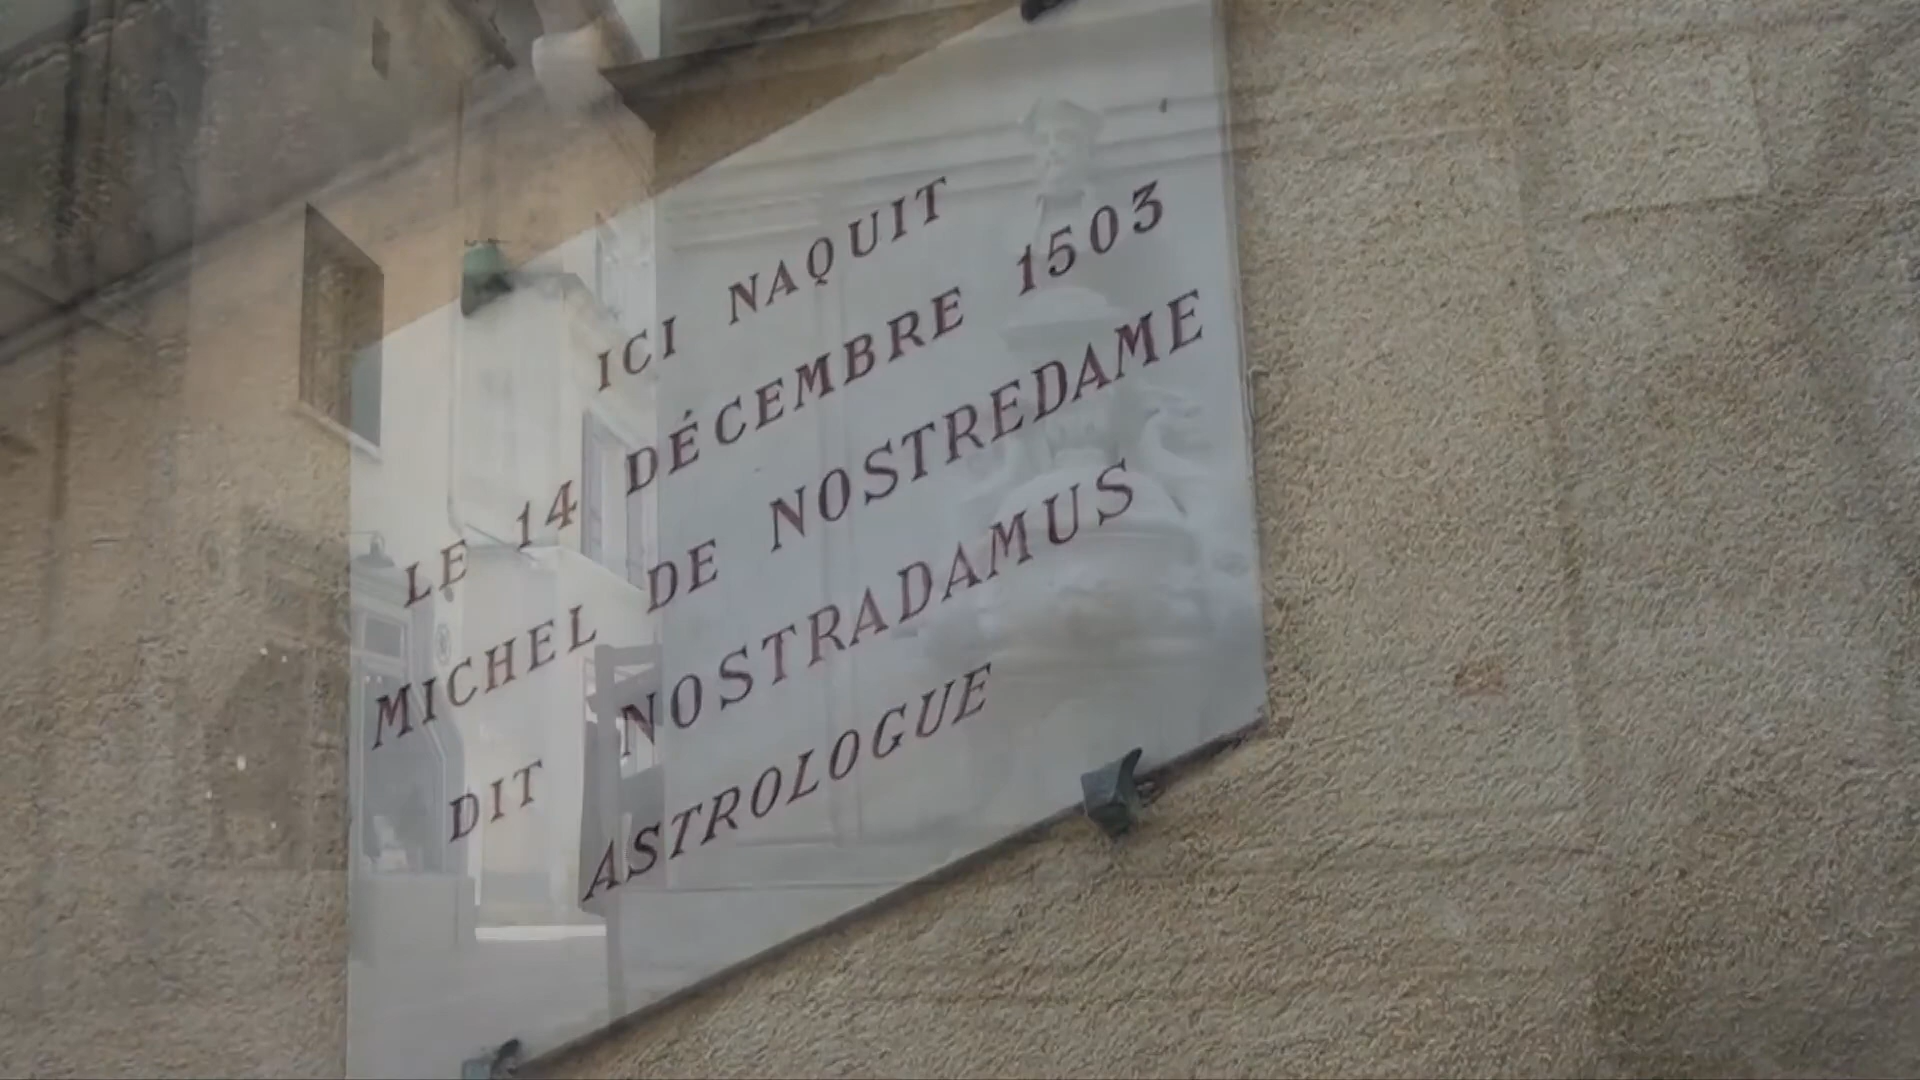 ICI NAQUIT
LE 14 DÉCEMBRE 1503
MICHEL DE NOSTREDAME
DIT NOSTRADAMUS
ASTROLOGUE